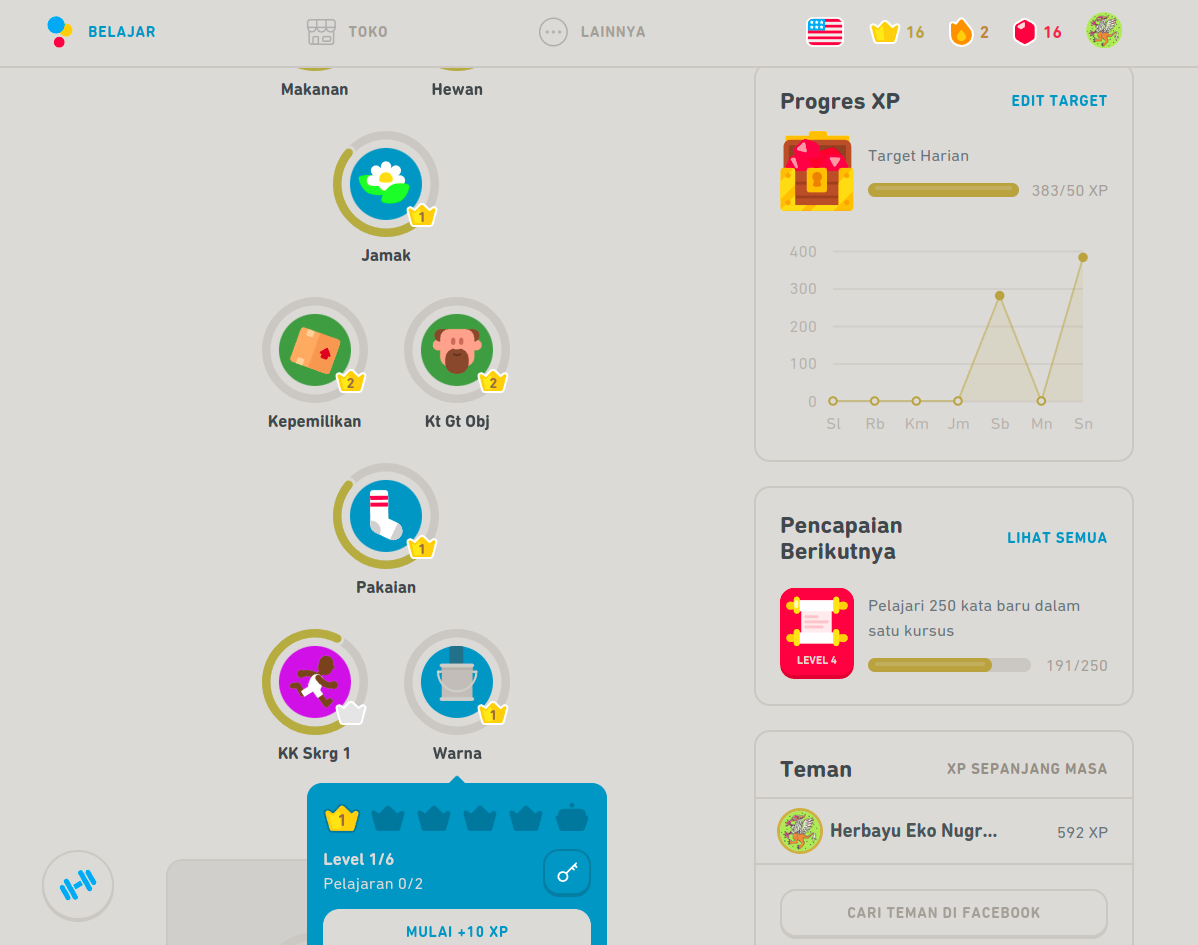 BELAJAR
TOKO
LAINNYA
16
2
16
Makanan
Hewan
1
Jamak
2
2
Kepemilikan
Kt Gt Obj
1
Pakaian
1
KK Skrg 1
Warna
1
Level 1/6
Pelajaran 0/2
MULAI +10 XP
Progres XP
EDIT TARGET
Target Harian
383/50 XP
400
300
200
100
0
Sl Rb Km Jm Sb Mn Sn
Pencapaian
Berikutnya
LIHAT SEMUA
Pelajari 250 kata baru dalam
satu kursus
LEVEL 4
191/250
Teman
XP SEPANJANG MASA
Herbayu Eko Nugr...
592 XP
CARI TEMAN DI FACEBOOK